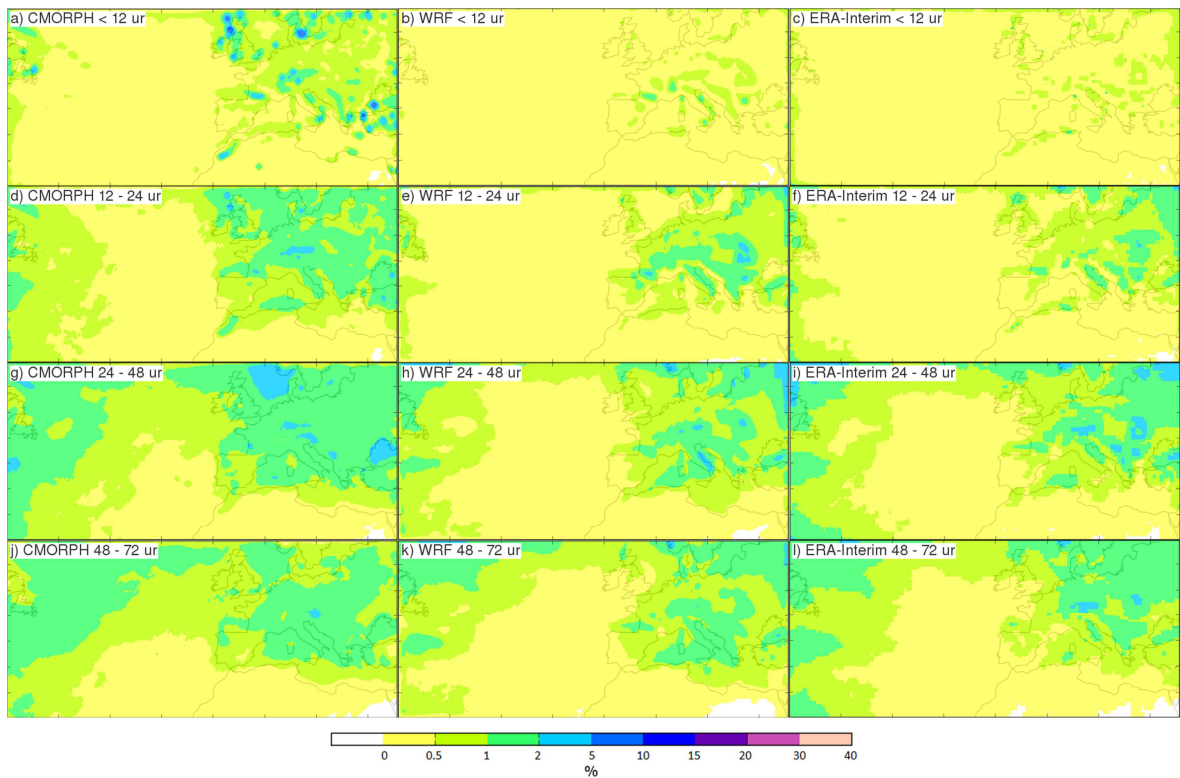 a) CMORPH < 12 ur
b) WRF < 12 ur
c) ERA-Interim < 12 ur
d) CMORPH 12 - 24 ur
e) WRF 12 - 24 ur
f) ERA-Interim 12 - 24 ur
g) CMORPH 24 - 48 ur
h) WRF 24 - 48 ur
i) ERA-Interim 24 - 48 ur
j) CMORPH 48 - 72 ur
k) WRF 48 - 72 ur
l) ERA-Interim 48 - 72 ur
0 0.5 1 2 5 10 15 20 30 40
%